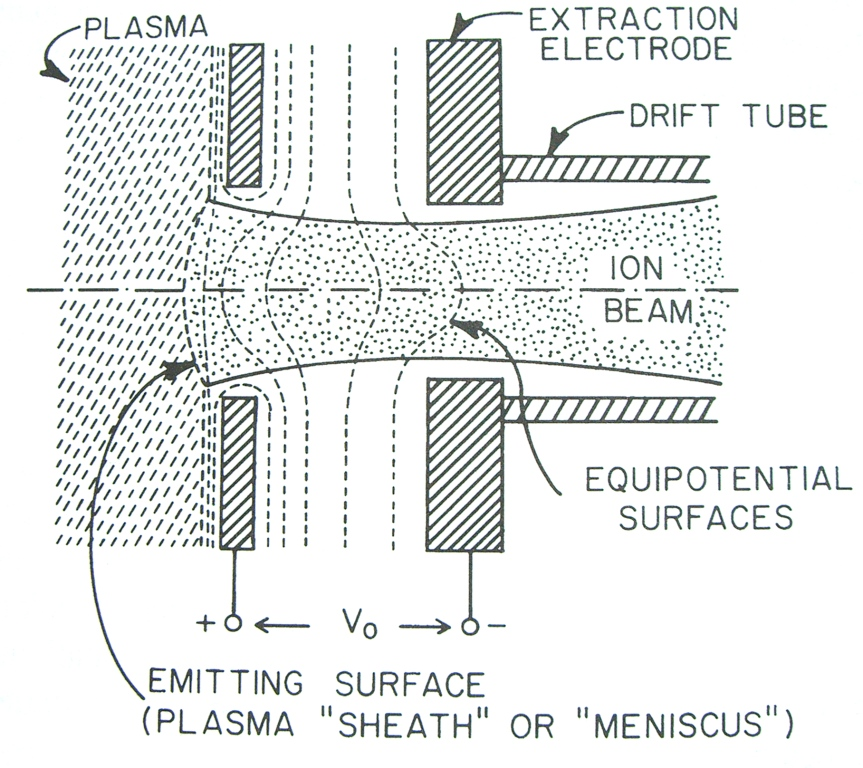 PLASMA
EXTRACTION
ELECTRODE
DRIFT TUBE
ION
BEAM
EQUIPOTENTIAL
SURFACES
+ V₀ −
EMITTING SURFACE
(PLASMA "SHEATH" OR "MENISCUS")